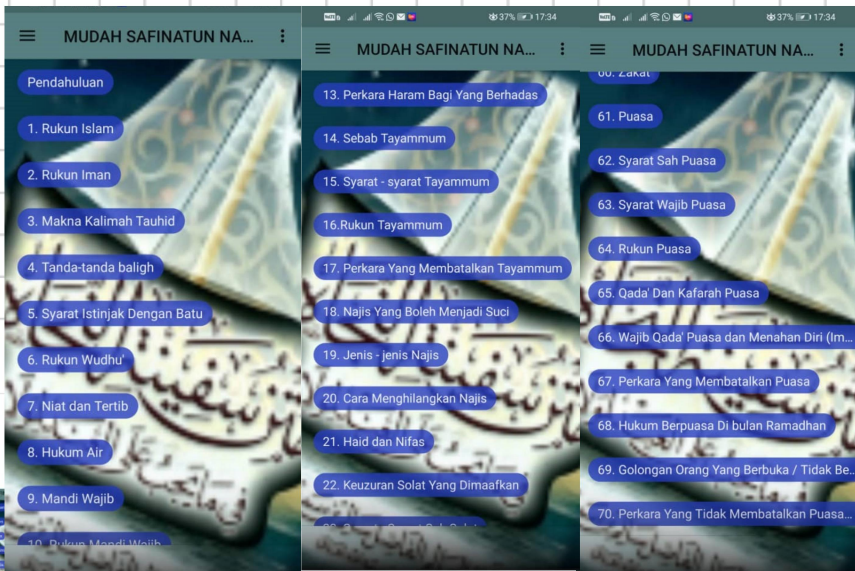 MUDAH SAFINATUN NA...
Pendahuluan
1. Rukun Islam
2. Rukun Iman
3. Makna Kalimah Tauhid
4. Tanda-tanda baligh
5. Syarat Istinjak Dengan Batu
6. Rukun Wudhu'
7. Niat dan Tertib
8. Hukum Air
9. Mandi Wajib
10. Rukun Mandi Wajib
37% 17:34
MUDAH SAFINATUN NA...
13. Perkara Haram Bagi Yang Berhadas
14. Sebab Tayammum
15. Syarat - syarat Tayammum
16.Rukun Tayammum
17. Perkara Yang Membatalkan Tayammum
18. Najis Yang Boleh Menjadi Suci
19. Jenis - jenis Najis
20. Cara Menghilangkan Najis
21. Haid dan Nifas
22. Keuzuran Solat Yang Dimaafkan
37% 17:34
MUDAH SAFINATUN NA...
60. Zakat
61. Puasa
62. Syarat Sah Puasa
63. Syarat Wajib Puasa
64. Rukun Puasa
65. Qada' Dan Kafarah Puasa
66. Wajib Qada' Puasa dan Menahan Diri (Im...
67. Perkara Yang Membatalkan Puasa
68. Hukum Berpuasa Di bulan Ramadhan
69. Golongan Orang Yang Berbuka / Tidak Be...
70. Perkara Yang Tidak Membatalkan Puasa...